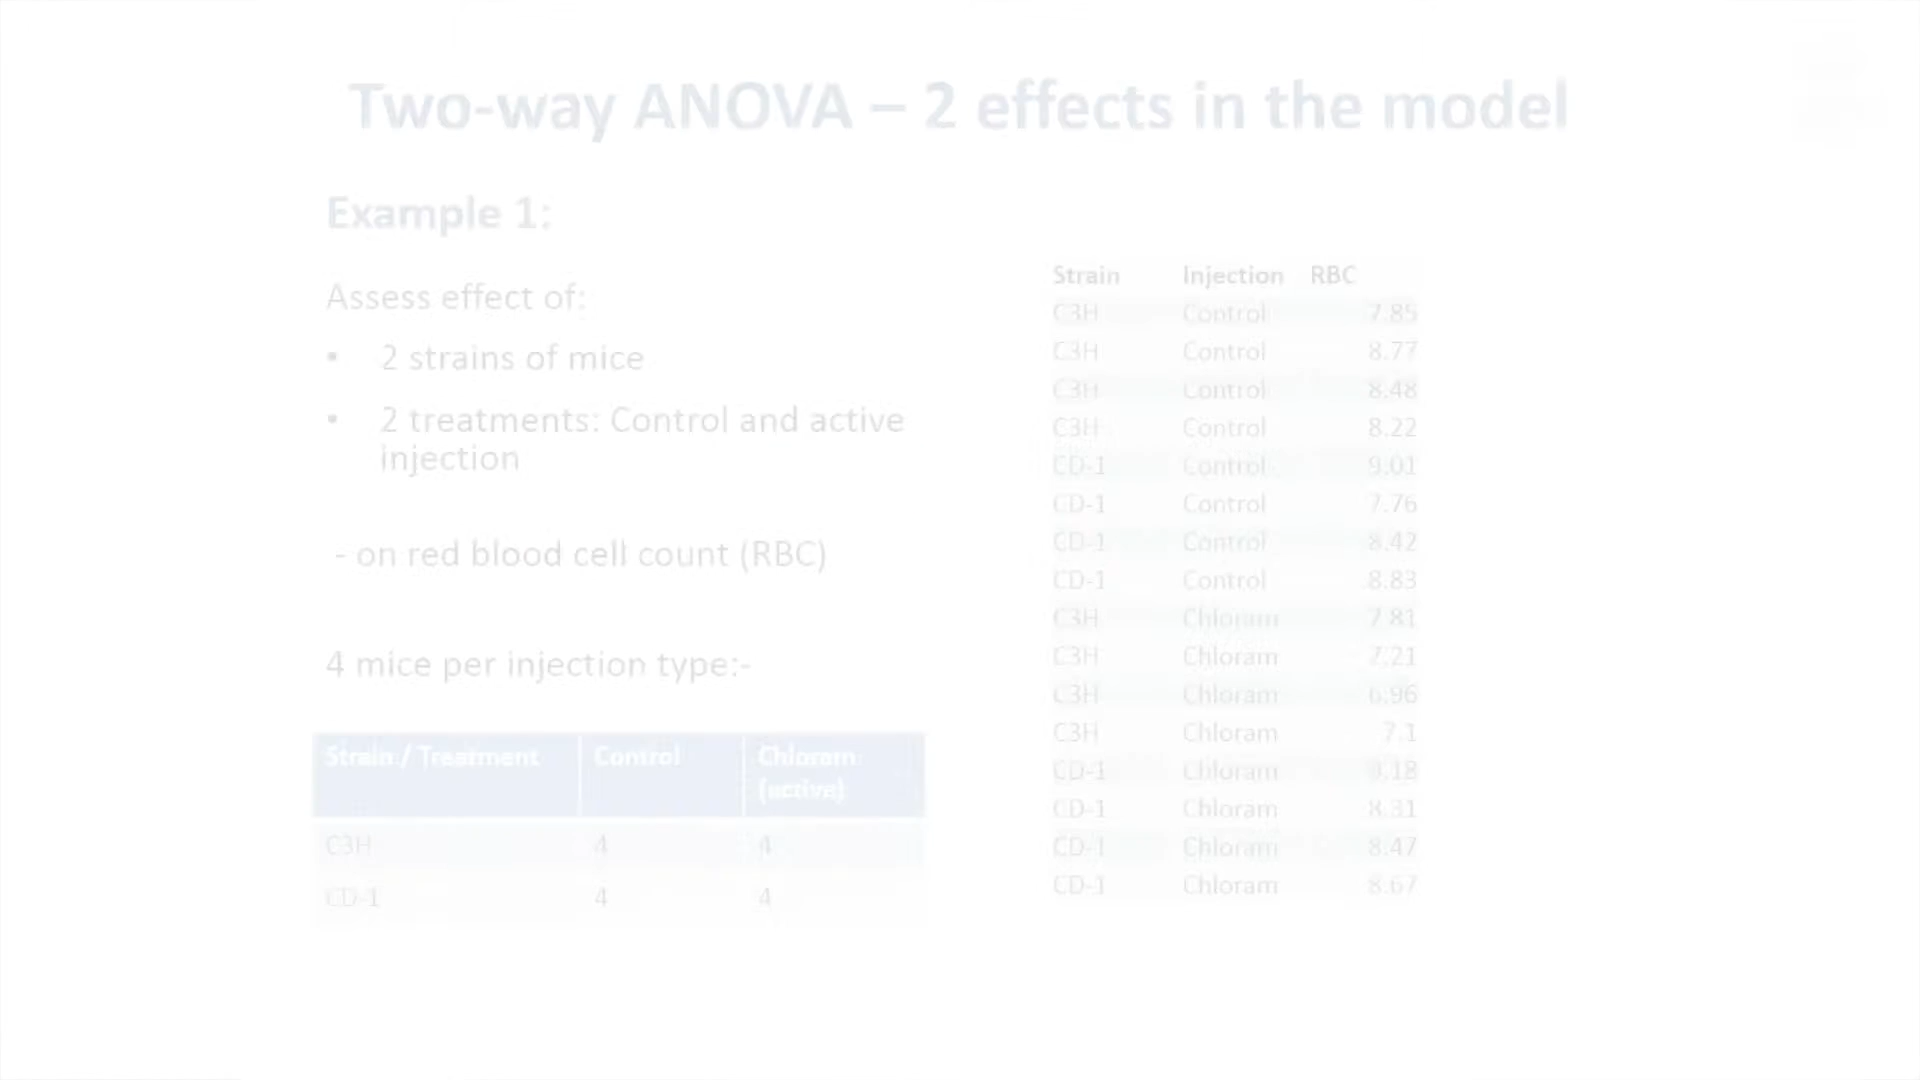 Two-way ANOVA – 2 effects in the model
Example 1:
Assess effect of:
• 2 strains of mice
• 2 treatments: Control and active
injection
- on red blood cell count (RBC)
4 mice per injection type:-
Strain / Treatment Control Chloram
(active)
C3H 4 4
CD-1 4 4
Strain Injection RBC
C3H Control 7.85
C3H Control 8.77
C3H Control 8.48
C3H Control 8.22
CD-1 Control 9.01
CD-1 Control 7.76
CD-1 Control 8.42
CD-1 Control 8.83
C3H Chloram 7.81
C3H Chloram 7.21
C3H Chloram 6.96
C3H Chloram 7.1
CD-1 Chloram 9.18
CD-1 Chloram 8.31
CD-1 Chloram 8.47
CD-1 Chloram 8.67